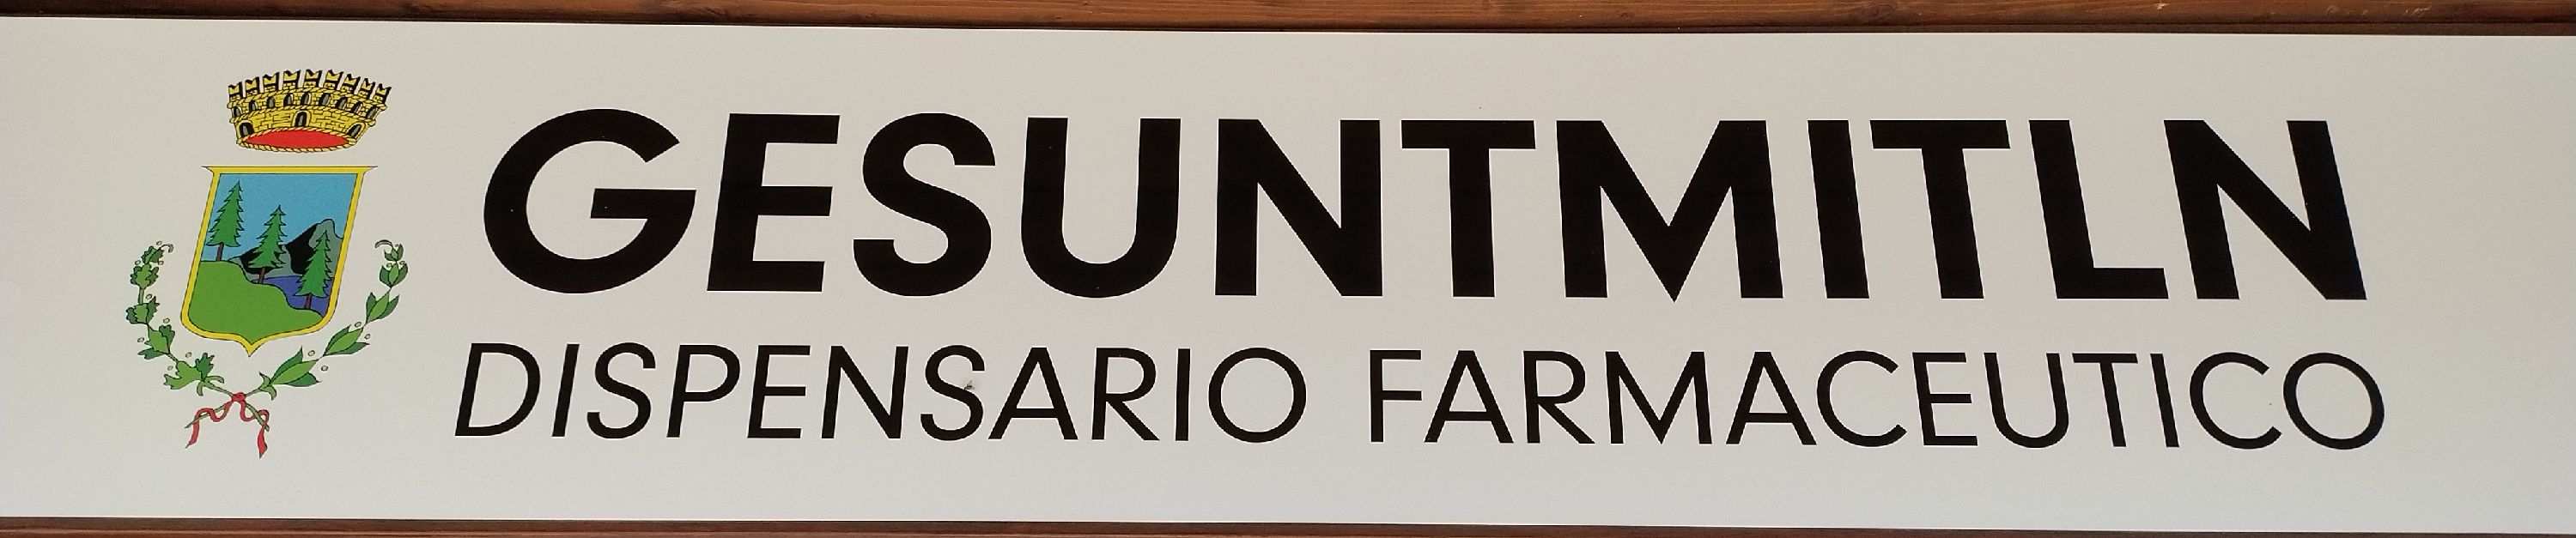 GESUNTMITLN
DISPENSARIO FARMACEUTICO